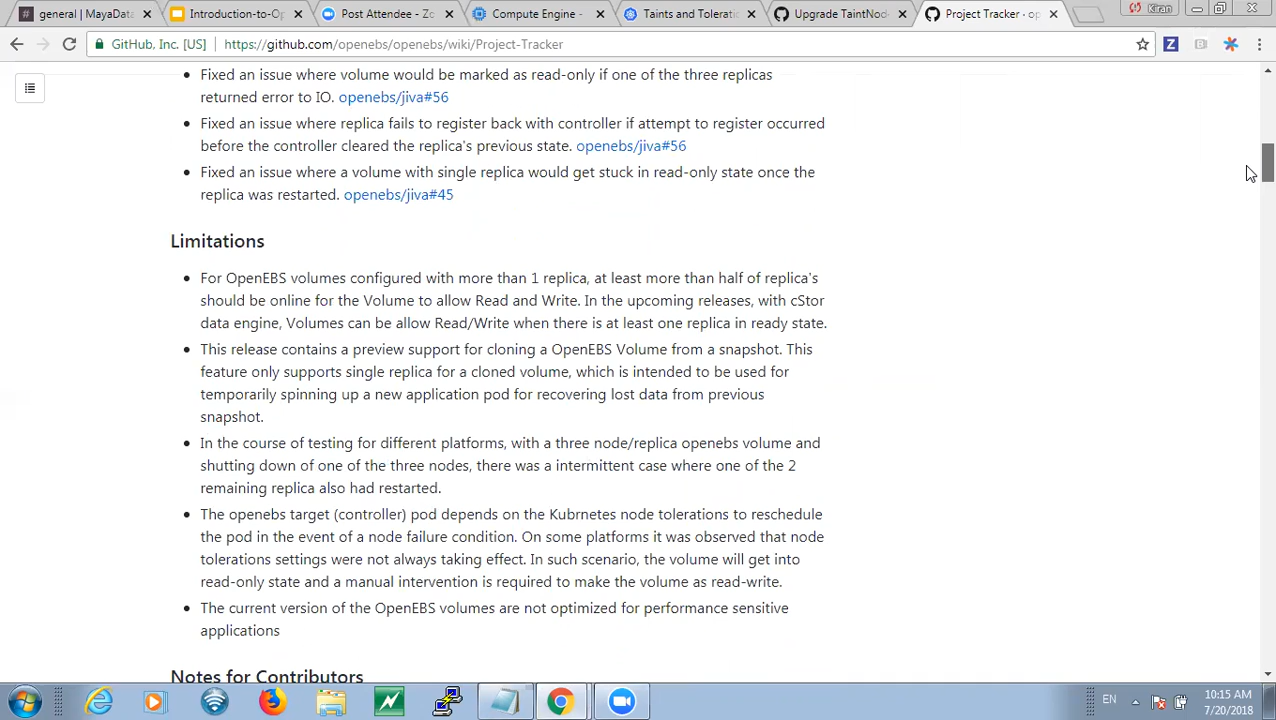 general | MayaData
Introduction-to-Op
Post Attendee - Zo
Compute Engine -
Taints and Tolerati
Upgrade TaintNod
Project Tracker · op
Kiran
GitHub, Inc. [US]
https://github.com/openebs/openebs/wiki/Project-Tracker
Fixed an issue where volume would be marked as read-only if one of the three replicas
returned error to IO. openebs/jiva#56
Fixed an issue where replica fails to register back with controller if attempt to register occurred
before the controller cleared the replica's previous state. openebs/jiva#56
Fixed an issue where a volume with single replica would get stuck in read-only state once the
replica was restarted. openebs/jiva#45
Limitations
For OpenEBS volumes configured with more than 1 replica, at least more than half of replica's
should be online for the Volume to allow Read and Write. In the upcoming releases, with cStor
data engine, Volumes can be allow Read/Write when there is at least one replica in ready state.
This release contains a preview support for cloning a OpenEBS Volume from a snapshot. This
feature only supports single replica for a cloned volume, which is intended to be used for
temporarily spinning up a new application pod for recovering lost data from previous
snapshot.
In the course of testing for different platforms, with a three node/replica openebs volume and
shutting down of one of the three nodes, there was a intermittent case where one of the 2
remaining replica also had restarted.
The openebs target (controller) pod depends on the Kubrnetes node tolerations to reschedule
the pod in the event of a node failure condition. On some platforms it was observed that node
tolerations settings were not always taking effect. In such scenario, the volume will get into
read-only state and a manual intervention is required to make the volume as read-write.
The current version of the OpenEBS volumes are not optimized for performance sensitive
applications
Notes for Contributors
EN
10:15 AM
7/20/2018